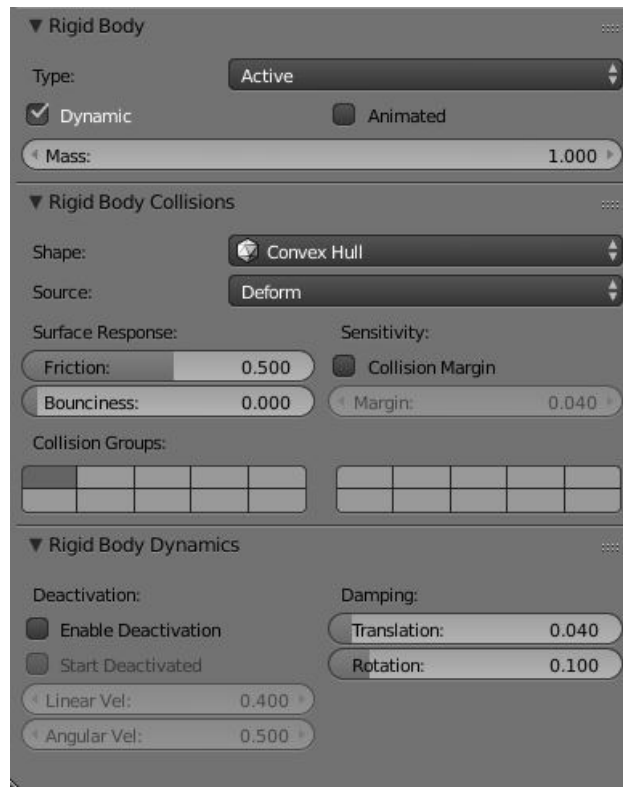 Rigid Body
Type: Active
Dynamic Animated
Mass: 1.000
Rigid Body Collisions
Shape: Convex Hull
Source: Deform
Surface Response: Sensitivity:
Friction: 0.500 Collision Margin
Bounciness: 0.000 Margin: 0.040
Collision Groups:
Rigid Body Dynamics
Deactivation: Damping:
Enable Deactivation Translation: 0.040
Start Deactivated Rotation: 0.100
Linear Vel: 0.400
Angular Vel: 0.500